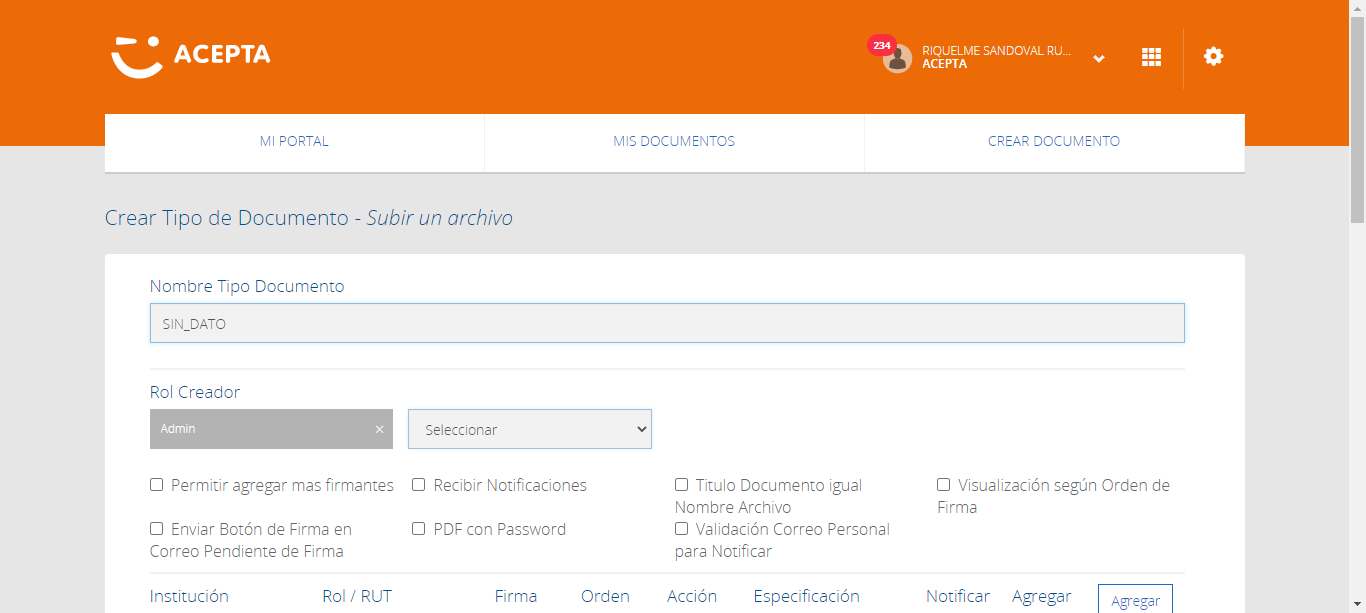 ACEPTA
234
RIQUELME SANDOVAL RU...
ACEPTA
MI PORTAL
MIS DOCUMENTOS
CREAR DOCUMENTO
Crear Tipo de Documento - Subir un archivo
Nombre Tipo Documento
SIN_DATO
Rol Creador
Admin ×
Seleccionar
Permitir agregar mas firmantes
Recibir Notificaciones
Titulo Documento igual
Nombre Archivo
Visualización según Orden de
Firma
Enviar Botón de Firma en
Correo Pendiente de Firma
PDF con Password
Validación Correo Personal
para Notificar
Institución
Rol / RUT
Firma
Orden
Acción
Especificación
Notificar
Agregar
Agregar